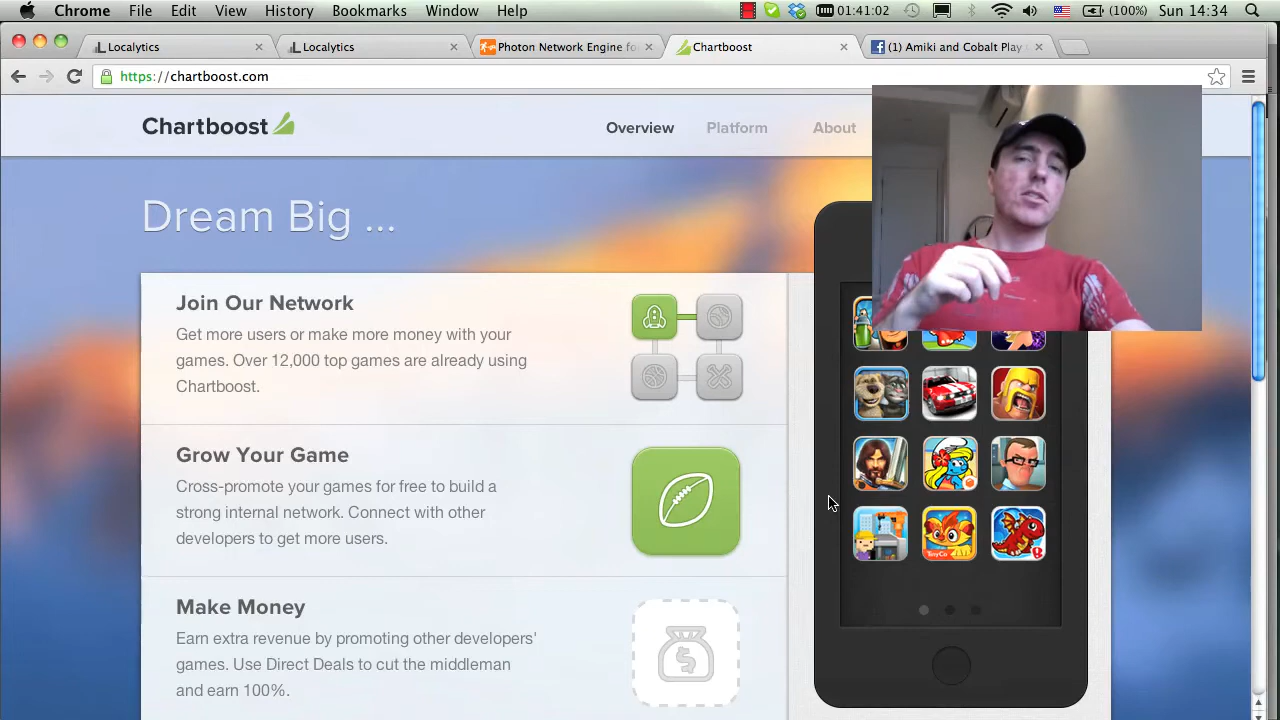 Chrome File Edit View History Bookmarks Window Help 01:41:02 (100%) Sun 14:34
Localytics Localytics Photon Network Engine fo Chartboost (1) Amiki and Cobalt Play
https://chartboost.com
Chartboost Overview Platform About
Dream Big ...
Join Our Network
Get more users or make more money with your
games. Over 12,000 top games are already using
Chartboost.
Grow Your Game
Cross-promote your games for free to build a
strong internal network. Connect with other
developers to get more users.
TinyCo
Make Money
Earn extra revenue by promoting other developers'
games. Use Direct Deals to cut the middleman
and earn 100%.